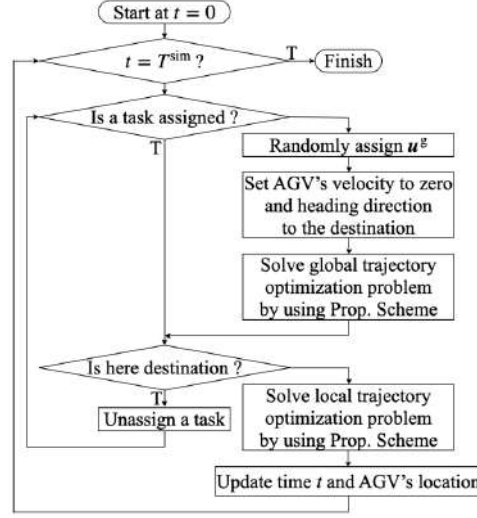 Start at t = 0
t = Tˢⁱᵐ ?
T
Finish
Is a task assigned ?
T
Randomly assign uᵍ
Set AGV's velocity to zero
and heading direction
to the destination
Solve global trajectory
optimization problem
by using Prop. Scheme
Is here destination ?
T
Unassign a task
Solve local trajectory
optimization problem
by using Prop. Scheme
Update time t and AGV's location